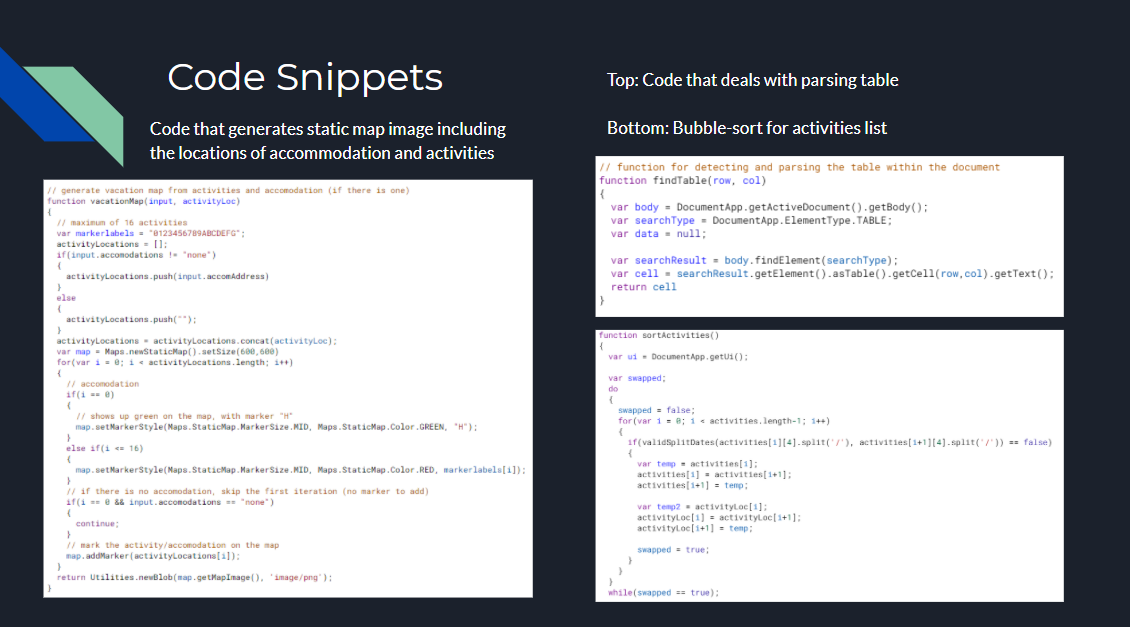 Code Snippets
Code that generates static map image including
the locations of accommodation and activities
// generate vacation map from activities and accomodation (if there is one)
function vacationMap(input, activityLoc)
{
// maximum of 16 activities
var markerlabels = "0123456789ABCDEFG";
activityLocations = [];
if(input.accomodations != "none")
{
activityLocations.push(input.accomAddress)
}
else
{
activityLocations.push("");
}
activityLocations = activityLocations.concat(activityLoc);
var map = Maps.newStaticMap().setSize(600,600)
for(var i = 0; i < activityLocations.length; i++)
{
// accomodation
if(i == 0)
{
// shows up green on the map, with marker "H"
map.setMarkerStyle(Maps.StaticMap.MarkerSize.MID, Maps.StaticMap.Color.GREEN, "H");
}
else if(i <= 16)
{
map.setMarkerStyle(Maps.StaticMap.MarkerSize.MID, Maps.StaticMap.Color.RED, markerlabels[i]);
}
// if there is no accomodation, skip the first iteration (no marker to add)
if(i == 0 && input.accomodations == "none")
{
continue;
}
// mark the activity/accomodation on the map
map.addMarker(activityLocations[i]);
}
return Utilities.newBlob(map.getMapImage(), 'image/png');
}
Top: Code that deals with parsing table
Bottom: Bubble-sort for activities list
// function for detecting and parsing the table within the document
function findTable(row, col)
{
var body = DocumentApp.getActiveDocument().getBody();
var searchType = DocumentApp.ElementType.TABLE;
var data = null;
var searchResult = body.findElement(searchType);
var cell = searchResult.getElement().asTable().getCell(row,col).getText();
return cell
}
function sortActivities()
{
var ui = DocumentApp.getUi();
var swapped;
do
{
swapped = false;
for(var i = 0; i < activities.length-1; i++)
{
if(validSplitDates(activities[i][4].split('/'), activities[i+1][4].split('/')) == false)
{
var temp = activities[i];
activities[i] = activities[i+1];
activities[i+1] = temp;
var temp2 = activityLoc[i];
activityLoc[i] = activityLoc[i+1];
activityLoc[i+1] = temp;
swapped = true;
}
}
}
while(swapped == true);